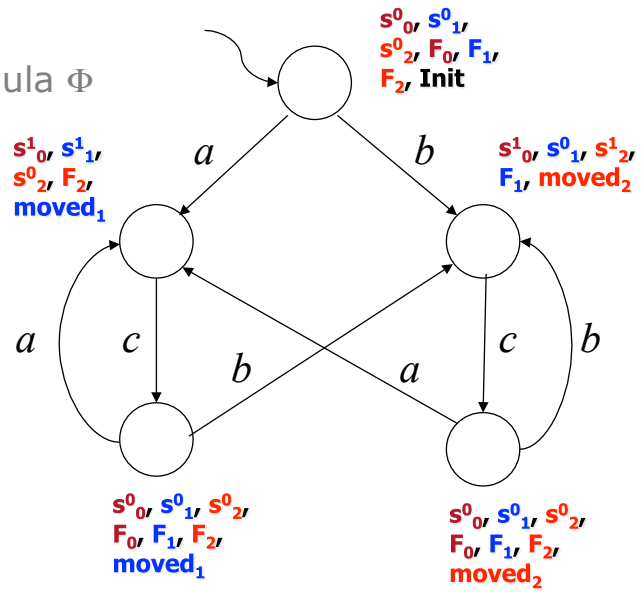 s⁰₀, s⁰₁,
s⁰₂, F₀, F₁,
F₂, Init
ula Φ
a
b
s¹₀, s¹₁,
s⁰₂, F₂,
moved₁
s¹₀, s⁰₁, s¹₂,
F₁, moved₂
a
c
b
a
c
b
s⁰₀, s⁰₁, s⁰₂,
F₀, F₁, F₂,
moved₁
s⁰₀, s⁰₁, s⁰₂,
F₀, F₁, F₂,
moved₂